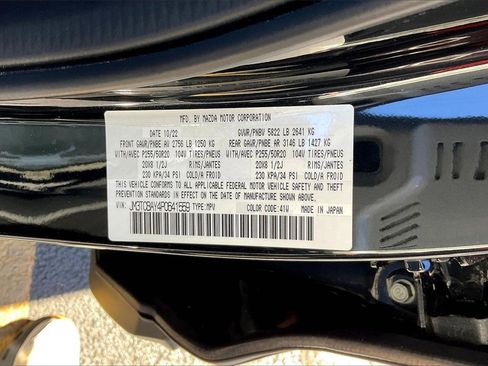 MFD. BY MAZDA MOTOR CORPORATION
DATE: 10/22 GVWR/PNBV 5822 LB 2641 KG
FRONT GAWR/PNBE AV 2756 LB 1250 KG REAR GAWR/PNBE AR 3146 LB 1427 KG
WITH/AVEC P255/50R20 104V TIRES/PNEUS WITH/AVEC P255/50R20 104V TIRES/PNEUS
20X8 1/2J RIMS/JANTES 20X8 1/2J RIMS/JANTES
230 KPA/34 PSI COLD/A FROID 230 KPA/34 PSI COLD/A FROID
THIS VEHICLE CONFORMS TO ALL APPLICABLE FEDERAL MOTOR VEHICLE SAFETY AND
THEFT PREVENTION STANDARDS IN EFFECT ON THE DATE OF MANUFACTURE SHOWN ABOVE.
VIN: JM3TCBAY4P0641659 TYPE:MPV COLOR CODE:41W MADE IN JAPAN